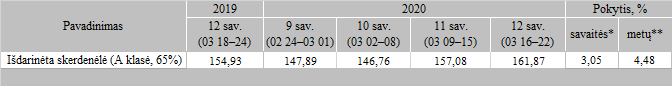 Pavadinimas 2019 2020 Pokytis, %
12 sav. (03 18–24) 9 sav. (02 24–03 01) 10 sav. (03 02–08) 11 sav. (03 09–15) 12 sav. (03 16–22) savaitės* metų**
Išdarinėta skerdenėlė (A klasė, 65%) 154,93 147,89 146,76 157,08 161,87 3,05 4,48